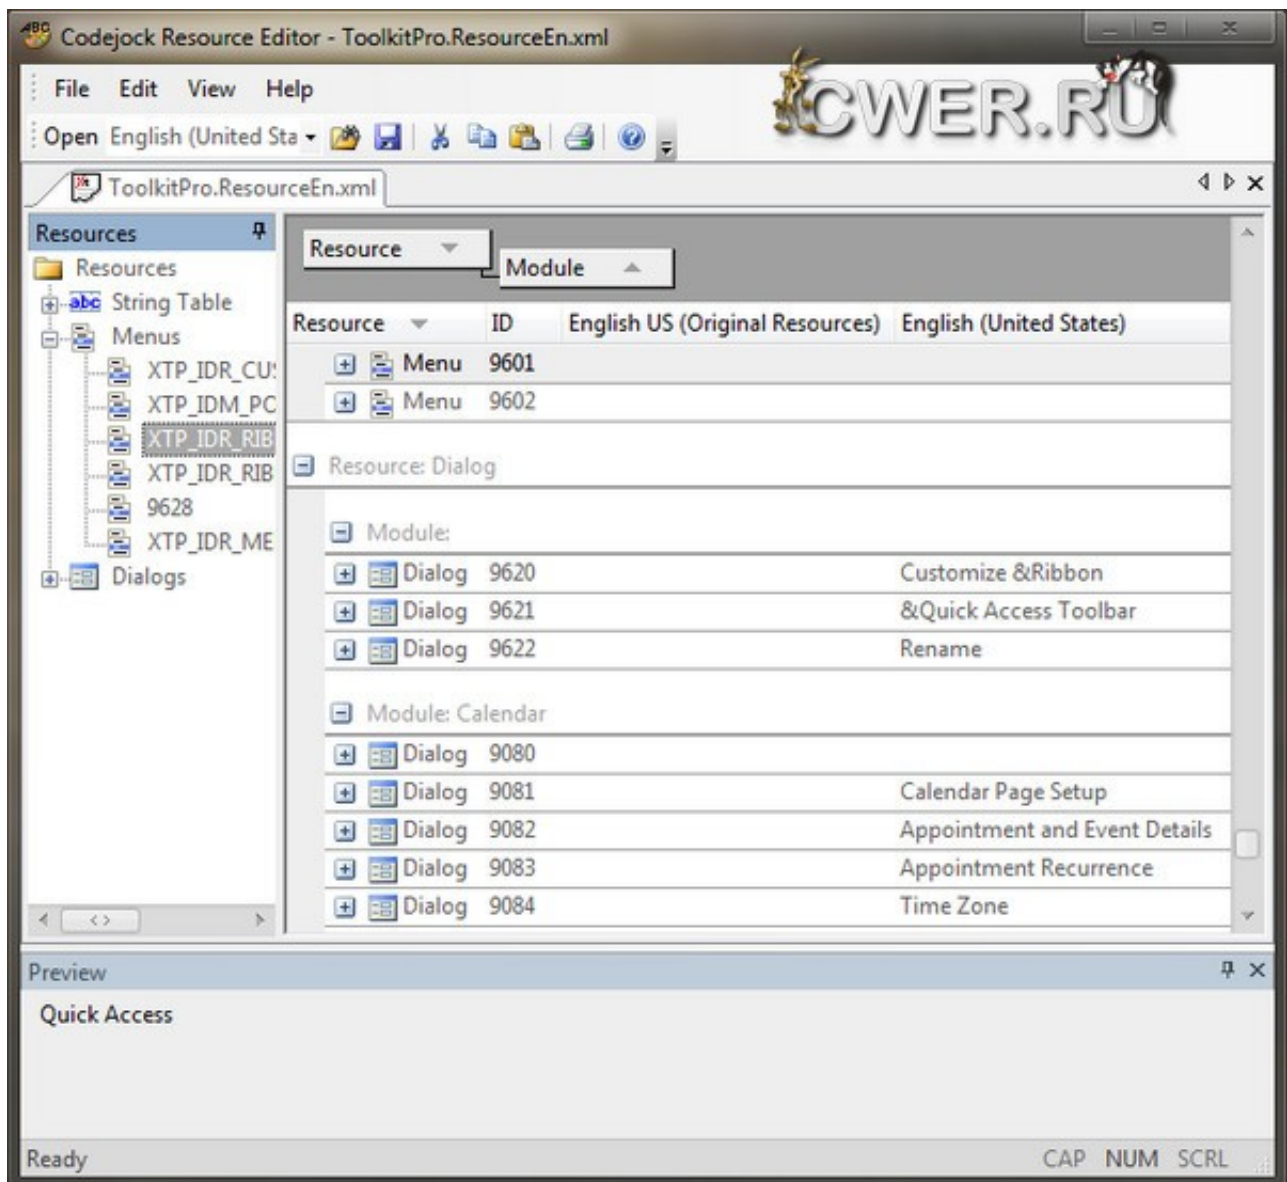 Codejock Resource Editor - ToolkitPro.ResourceEn.xml
CWER.RU
File Edit View Help
Open English (United Sta
ToolkitPro.ResourceEn.xml
Resources
Resources
abc String Table
Menus
XTP_IDR_CUS
XTP_IDM_PO
XTP_IDR_RIB
XTP_IDR_RIB
9628
XTP_IDR_ME
Dialogs
Resource
Module
Resource ID English US (Original Resources) English (United States)
Menu 9601
Menu 9602
Resource: Dialog
Module:
Dialog 9620 Customize &Ribbon
Dialog 9621 &Quick Access Toolbar
Dialog 9622 Rename
Module: Calendar
Dialog 9080
Dialog 9081 Calendar Page Setup
Dialog 9082 Appointment and Event Details
Dialog 9083 Appointment Recurrence
Dialog 9084 Time Zone
Preview
Quick Access
Ready CAP NUM SCRL